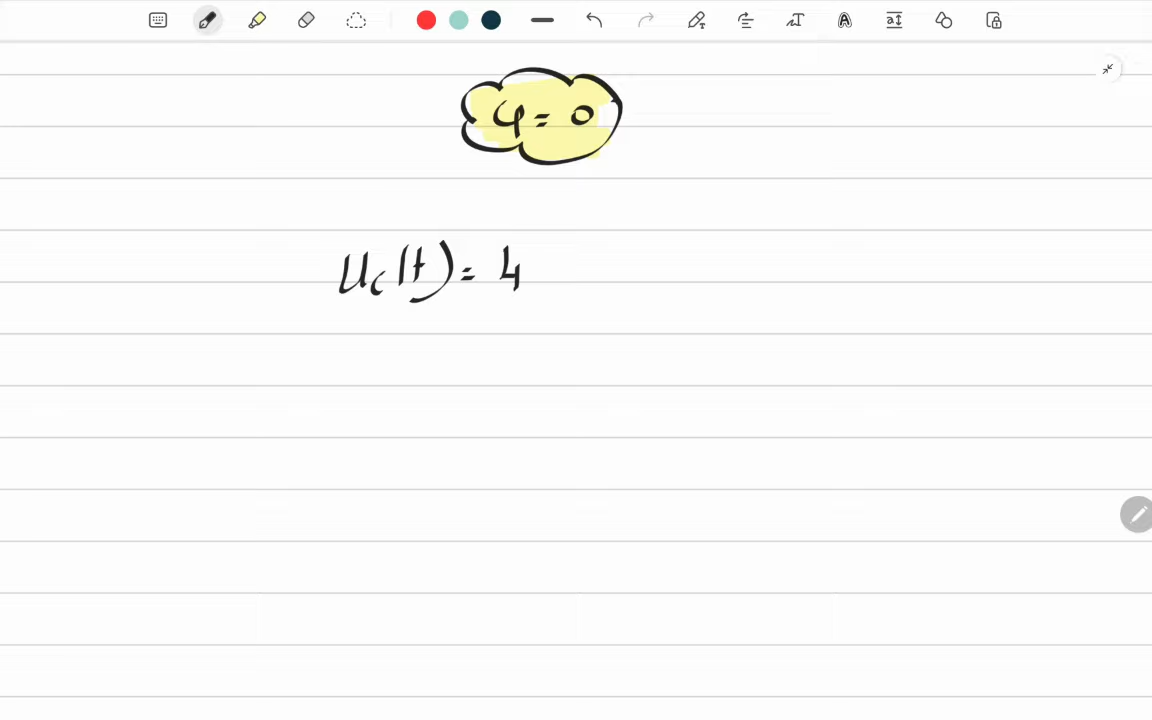 φ = 0
Uc(t) = 4